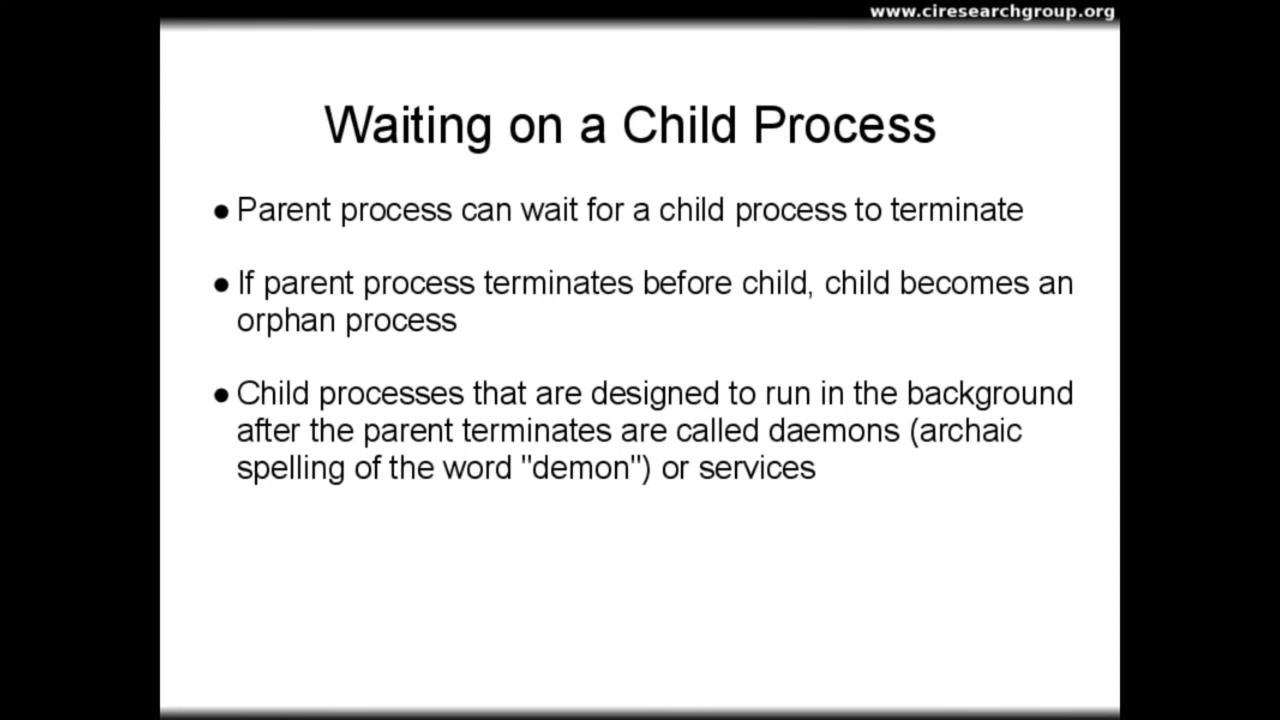 www.ciresearchgroup.org
Waiting on a Child Process
● Parent process can wait for a child process to terminate
● If parent process terminates before child, child becomes an
orphan process
● Child processes that are designed to run in the background
after the parent terminates are called daemons (archaic
spelling of the word "demon") or services